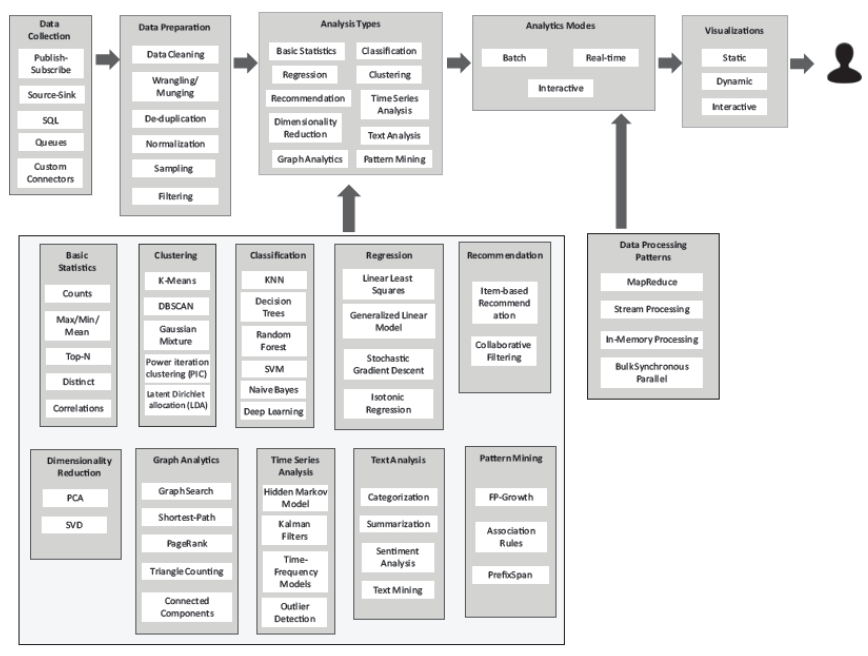 Data
Collection
Publish-
Subscribe
Source-Sink
SQL
Queues
Custom
Connectors
Data Preparation
Data Cleaning
Wrangling/
Munging
De-duplication
Normalization
Sampling
Filtering
Analysis Types
Basic Statistics
Classification
Regression
Clustering
Recommendation
Time Series
Analysis
Dimensionality
Reduction
Text Analysis
Graph Analytics
Pattern Mining
Analytics Modes
Batch
Real-time
Interactive
Visualizations
Static
Dynamic
Interactive
Basic
Statistics
Counts
Max/Min/
Mean
Top-N
Distinct
Correlations
Clustering
K-Means
DBSCAN
Gaussian
Mixture
Power iteration
clustering (PIC)
Latent Dirichlet
allocation (LDA)
Classification
KNN
Decision
Trees
Random
Forest
SVM
Naive Bayes
Deep Learning
Regression
Linear Least
Squares
Generalized Linear
Model
Stochastic
Gradient Descent
Isotonic
Regression
Recommendation
Item-based
Recommend
ation
Collaborative
Filtering
Data Processing
Patterns
MapReduce
Stream Processing
In-Memory Processing
Bulk Synchronous
Parallel
Dimensionality
Reduction
PCA
SVD
Graph Analytics
Graph Search
Shortest-Path
PageRank
Triangle Counting
Connected
Components
Time Series
Analysis
Hidden Markov
Model
Kalman
Filters
Time-
Frequency
Models
Outlier
Detection
Text Analysis
Categorization
Summarization
Sentiment
Analysis
Text Mining
Pattern Mining
FP-Growth
Association
Rules
PrefixSpan